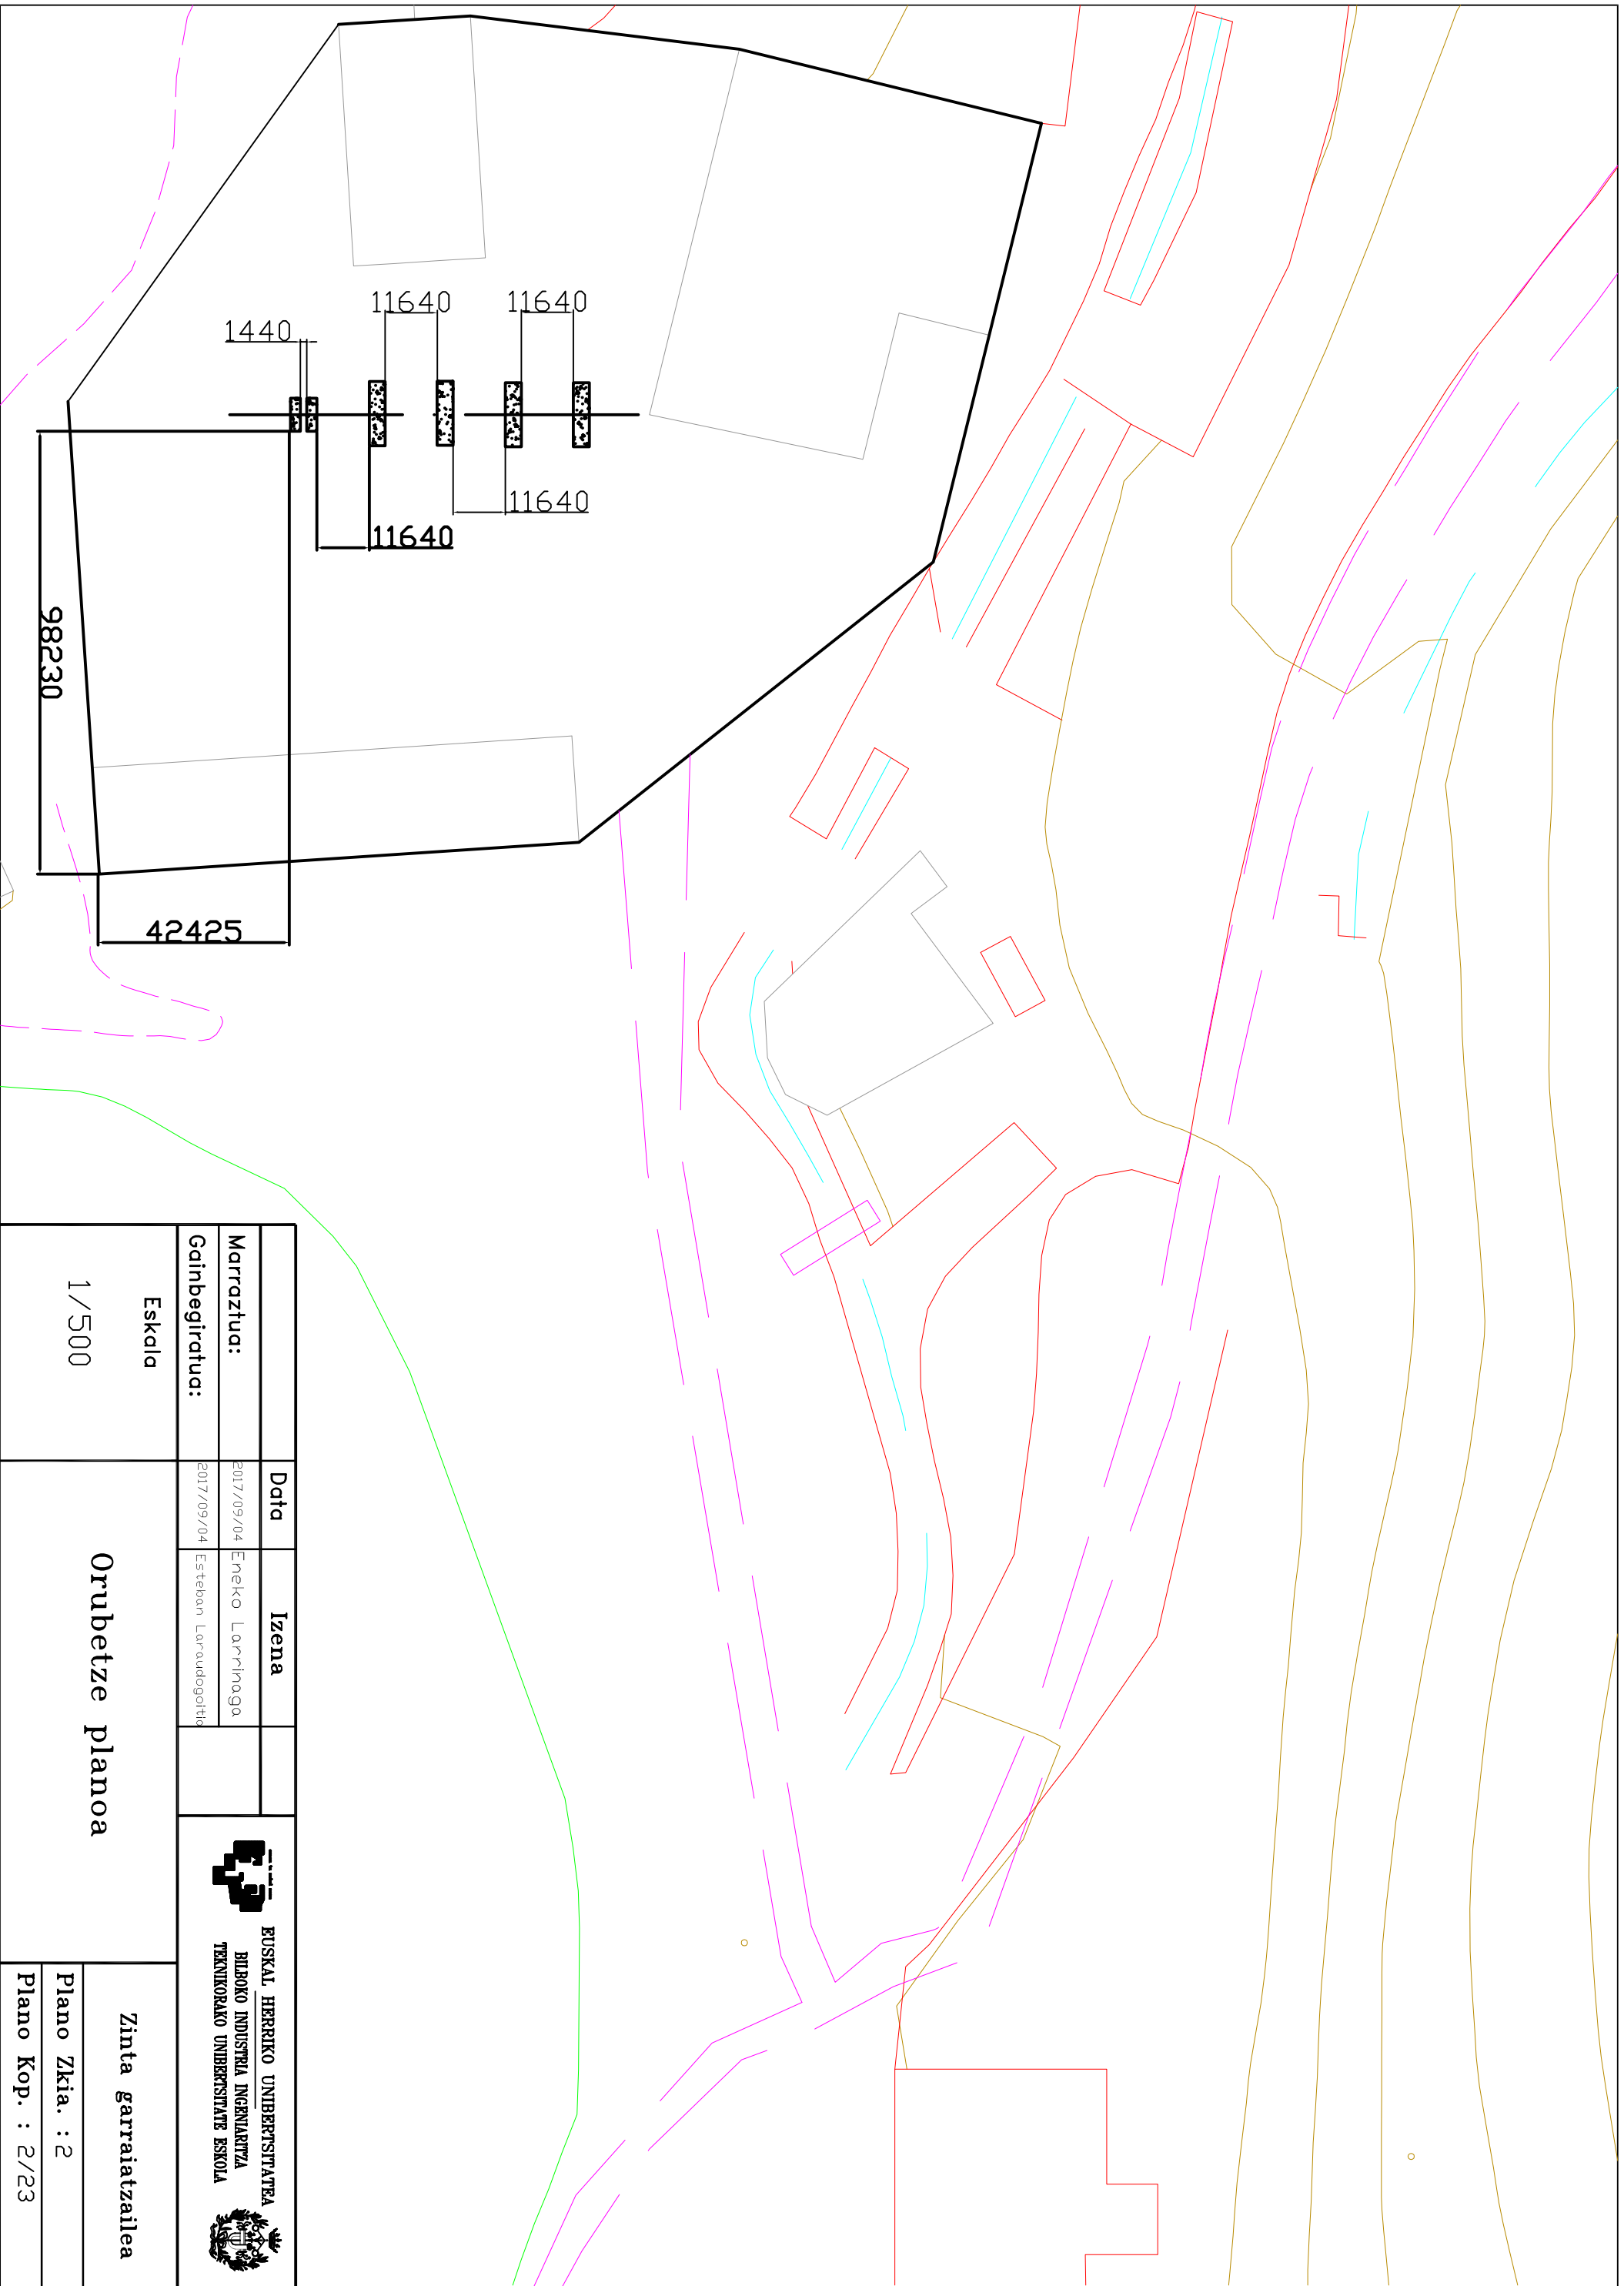 11640
11640
1440
11640
11640
98230
42425
Data
Izena
Marraztua:
2017/09/04
Eneko Larrinaga
Gainbegiratua:
2017/09/04
Esteban Laraudogoitia
Eskala
1/500
Orubetze planoa
EUSKAL HERRIKO UNIBERTSITATEA
BILBOKO INDUSTRIA INGENIARITZA
TEKNIKORAKO UNIBERTSITATE ESKOLA
Zinta garraiatzailea
Plano Zkia. :2
Plano Kop. : 2/23